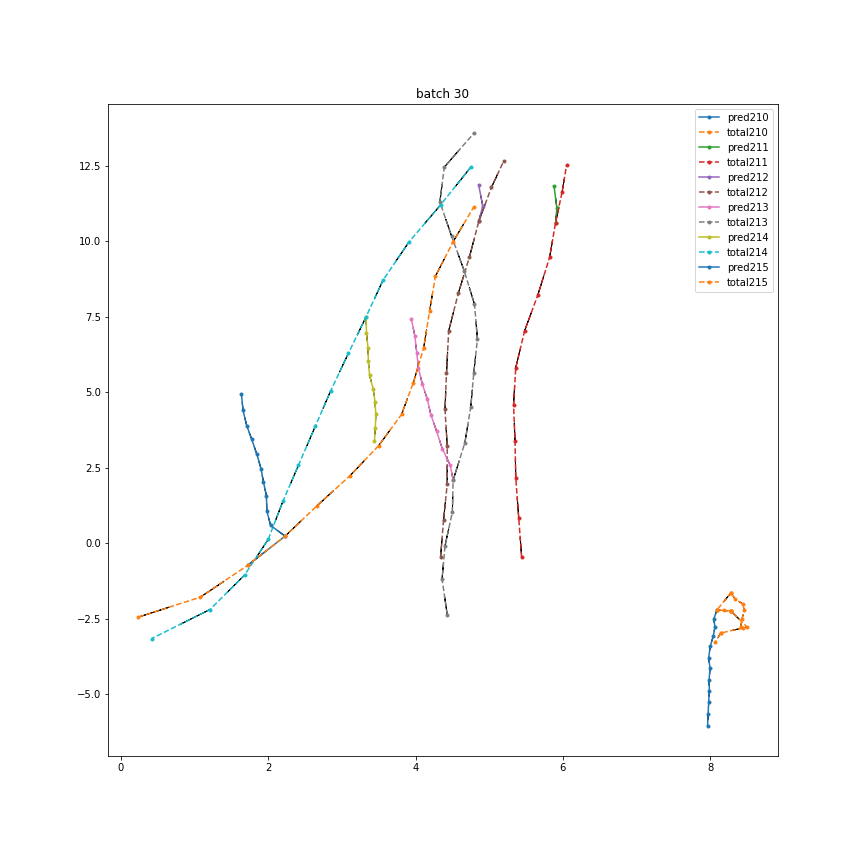 batch 30
pred210
total210
pred211
total211
pred212
total212
pred213
total213
pred214
total214
pred215
total215
12.5
10.0
7.5
5.0
2.5
0.0
−2.5
−5.0
0 2 4 6 8